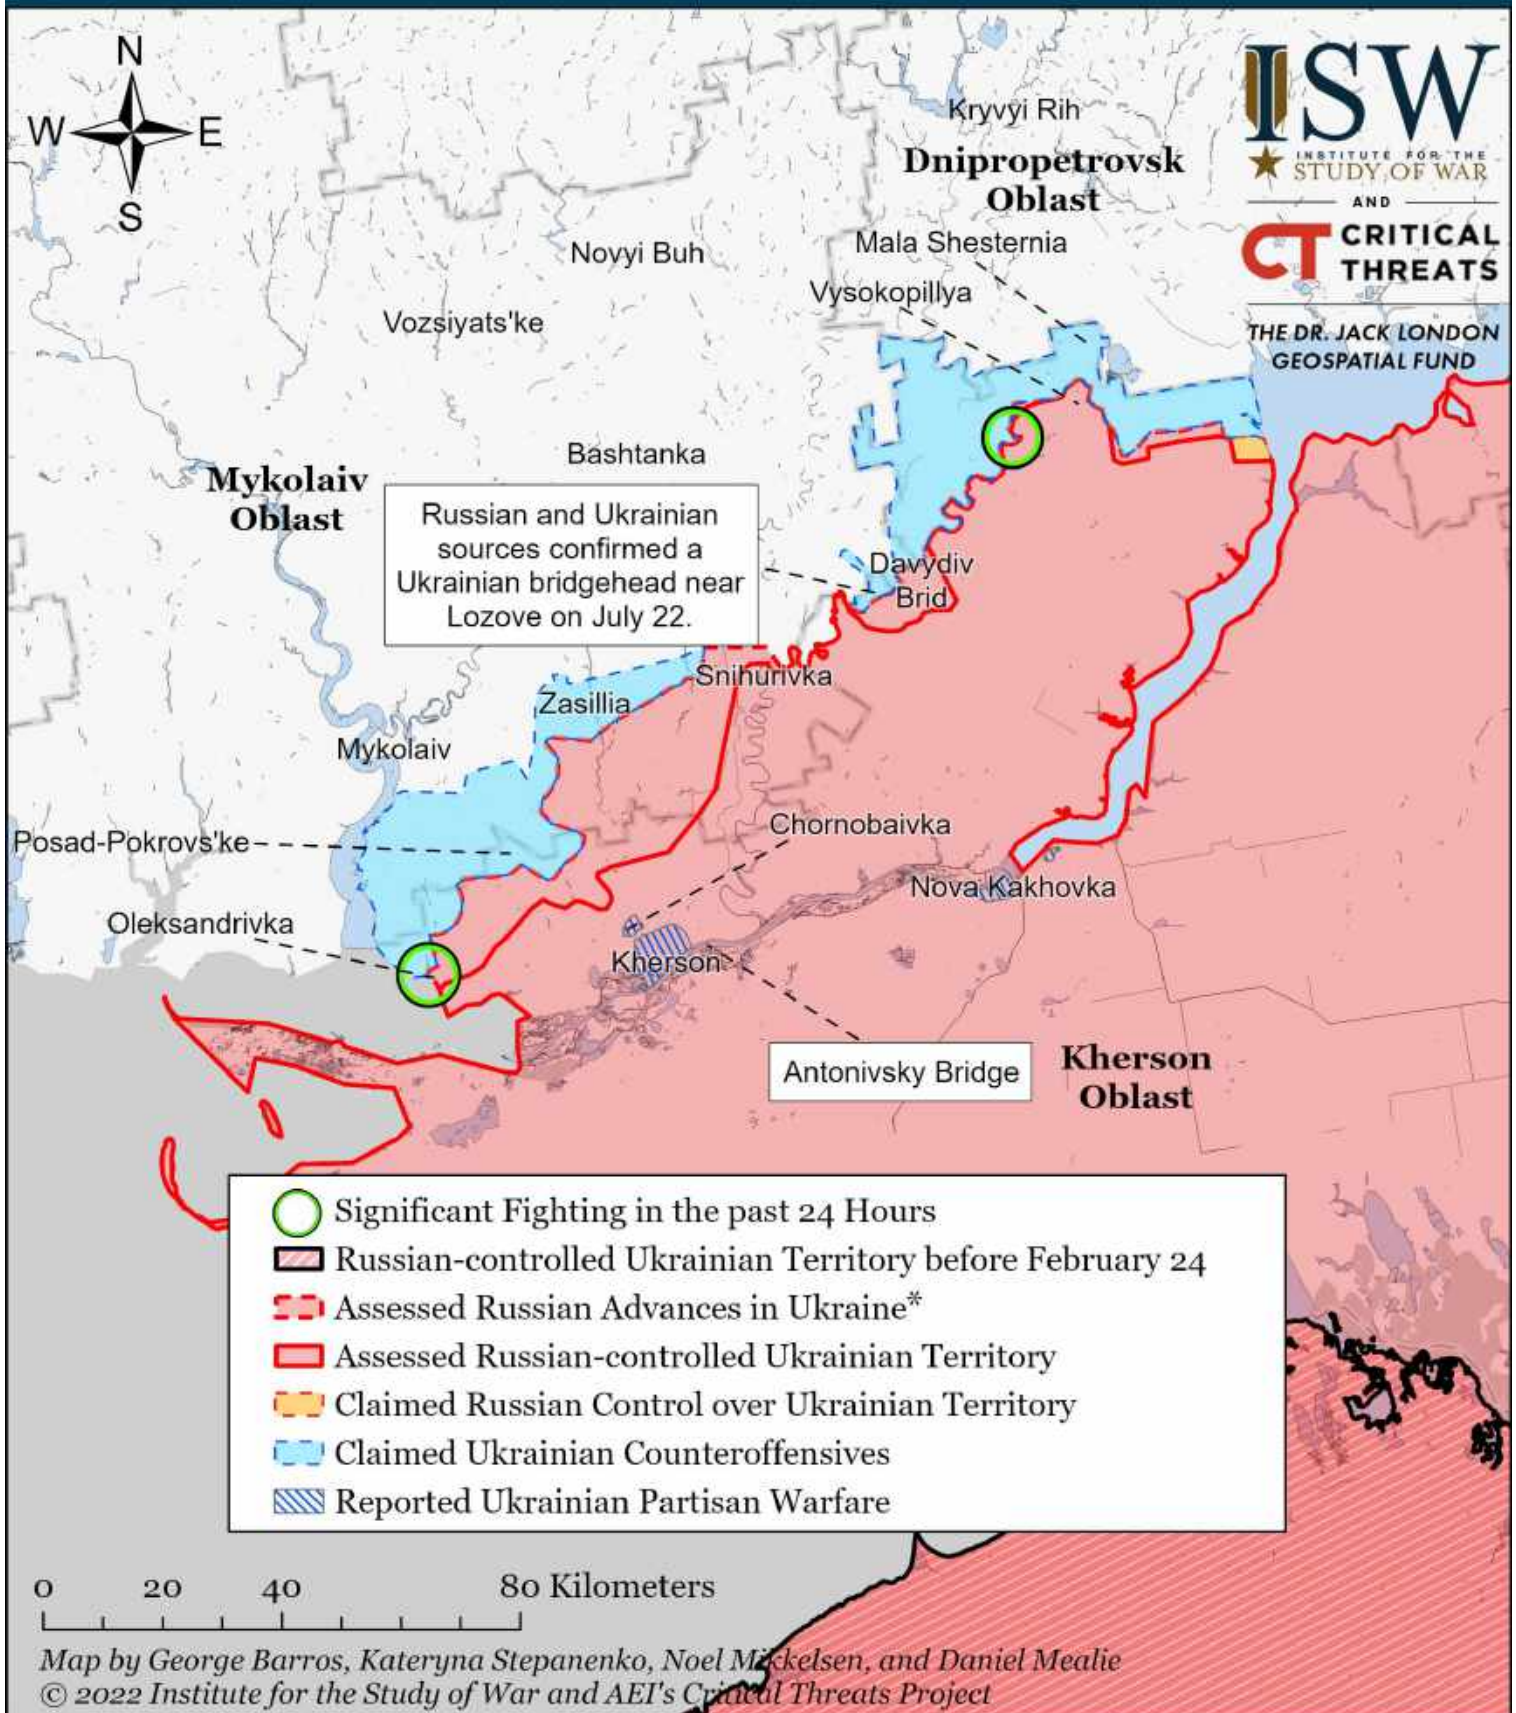 N
W
E
S
ISW
INSTITUTE FOR THE
STUDY OF WAR
AND
CT CRITICAL
THREATS
THE DR. JACK LONDON
GEOSPATIAL FUND
Kryvyi Rih
Dnipropetrovsk
Oblast
Mala Shesternia
Novyi Buh
Vysokopillya
Vozsiyats'ke
Bashtanka
Mykolaiv
Oblast
Russian and Ukrainian
sources confirmed a
Ukrainian bridgehead near
Lozove on July 22.
Davydiv
Brid
Snihurivka
Zasillia
Mykolaiv
Posad-Pokrovs'ke
Chornobaivka
Nova Kakhovka
Oleksandrivka
Kherson
Antonivsky Bridge
Kherson
Oblast
Significant Fighting in the past 24 Hours
Russian-controlled Ukrainian Territory before February 24
Assessed Russian Advances in Ukraine*
Assessed Russian-controlled Ukrainian Territory
Claimed Russian Control over Ukrainian Territory
Claimed Ukrainian Counteroffensives
Reported Ukrainian Partisan Warfare
0 20 40 80 Kilometers
Map by George Barros, Kateryna Stepanenko, Noel Mikkelsen, and Daniel Mealie
© 2022 Institute for the Study of War and AEI's Critical Threats Project